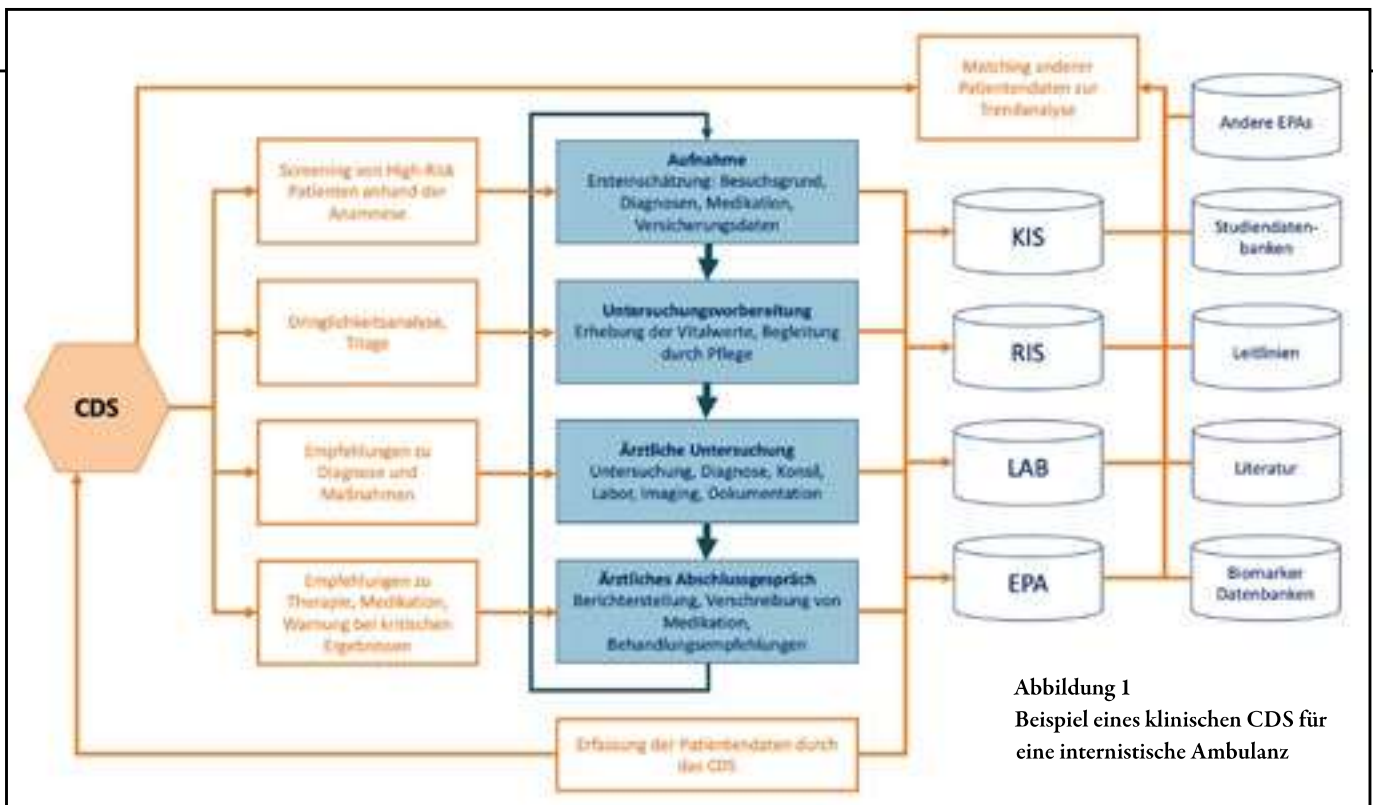 Matching anderer
Patientendaten zur
Trendanalyse
Andere EPAs
Screening von High-Risk
Patienten anhand der
Anamnese
Aufnahme
Ersteinschätzung: Besuchsgrund,
Diagnosen, Medikation,
Versicherungsdaten
KIS
Studiendaten-
banken
Dringlichkeitsanalyse,
Triage
Untersuchungsvorbereitung
Erhebung der Vitalwerte, Begleitung
durch Pflege
RIS
Leitlinien
CDS
Empfehlungen zu
Diagnose und
Maßnahmen
Ärztliche Untersuchung
Untersuchung, Diagnose, Konsil,
Labor, Imaging, Dokumentation
LAB
Literatur
Empfehlungen zu
Therapie, Medikation,
Warnung bei kritischen
Ergebnissen
Ärztliches Abschlussgespräch
Berichterstellung, Verschreibung von
Medikation,
Behandlungsempfehlungen
EPA
Biomarker
Datenbanken
Erfassung der Patientendaten durch
das CDS
Abbildung 1
Beispiel eines klinischen CDS für
eine internistische Ambulanz